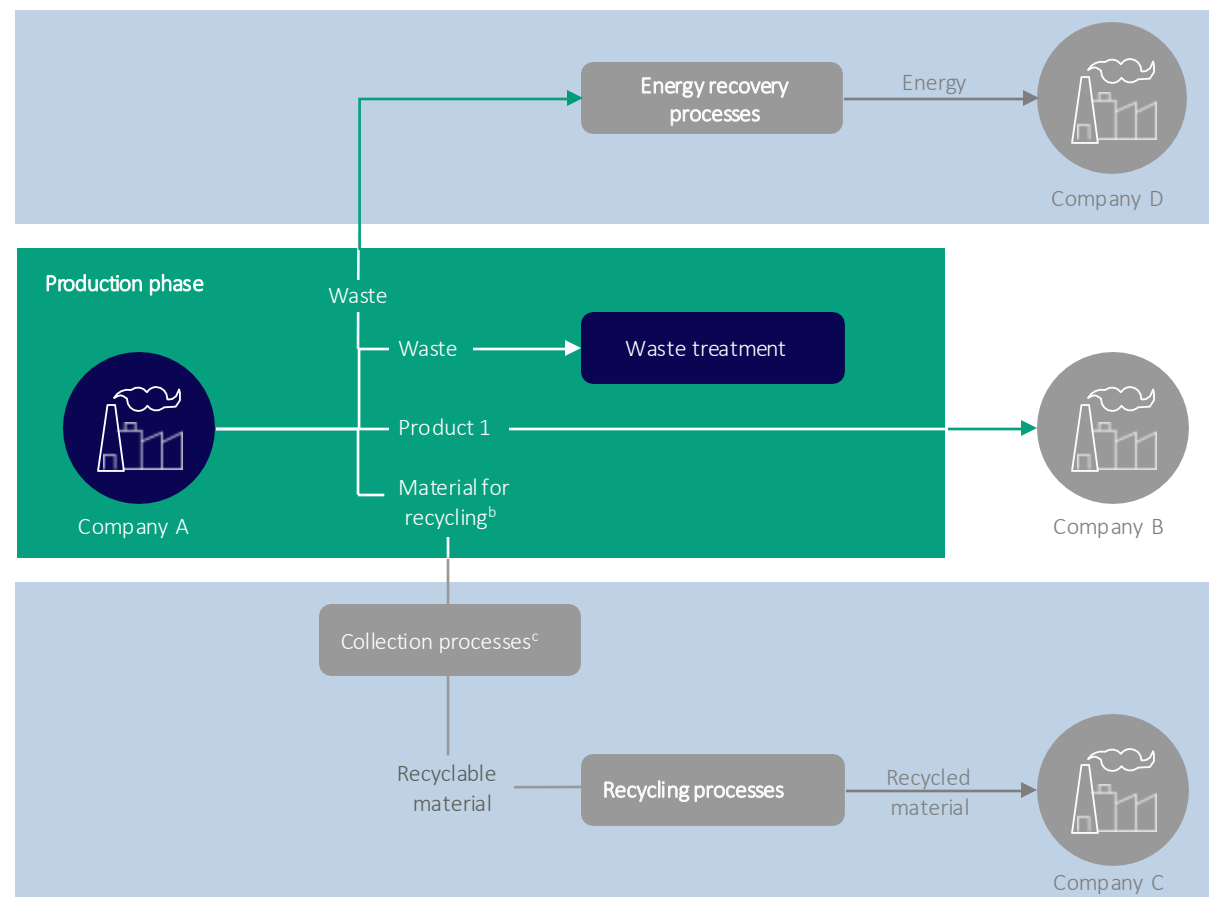 Energy recovery
processes
Energy
Company D
Production phase
Waste
Waste
Waste treatment
Product 1
Material for
recyclingᵇ
Company A
Company B
Collection processesᶜ
Recyclable
material
Recycling processes
Recycled
material
Company C